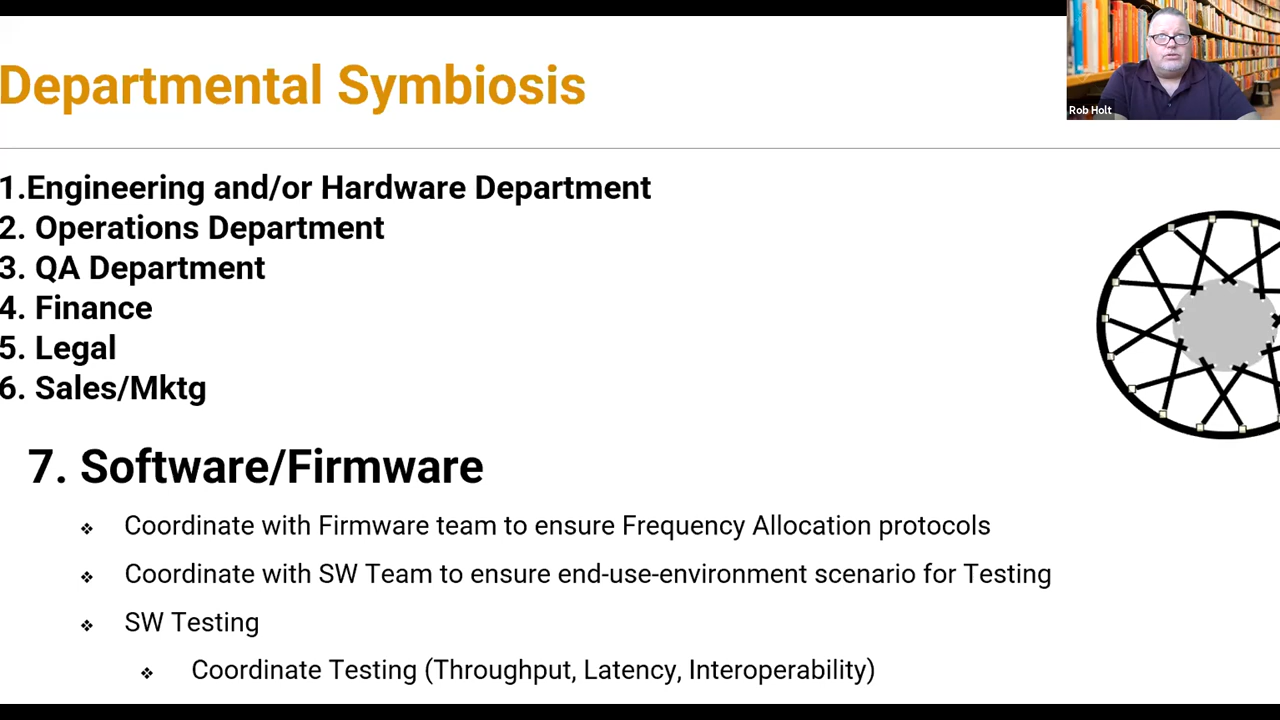 Departmental Symbiosis
Rob Holt
1.Engineering and/or Hardware Department
2. Operations Department
3. QA Department
4. Finance
5. Legal
6. Sales/Mktg
7. Software/Firmware
❖ Coordinate with Firmware team to ensure Frequency Allocation protocols
❖ Coordinate with SW Team to ensure end-use-environment scenario for Testing
❖ SW Testing
❖ Coordinate Testing (Throughput, Latency, Interoperability)